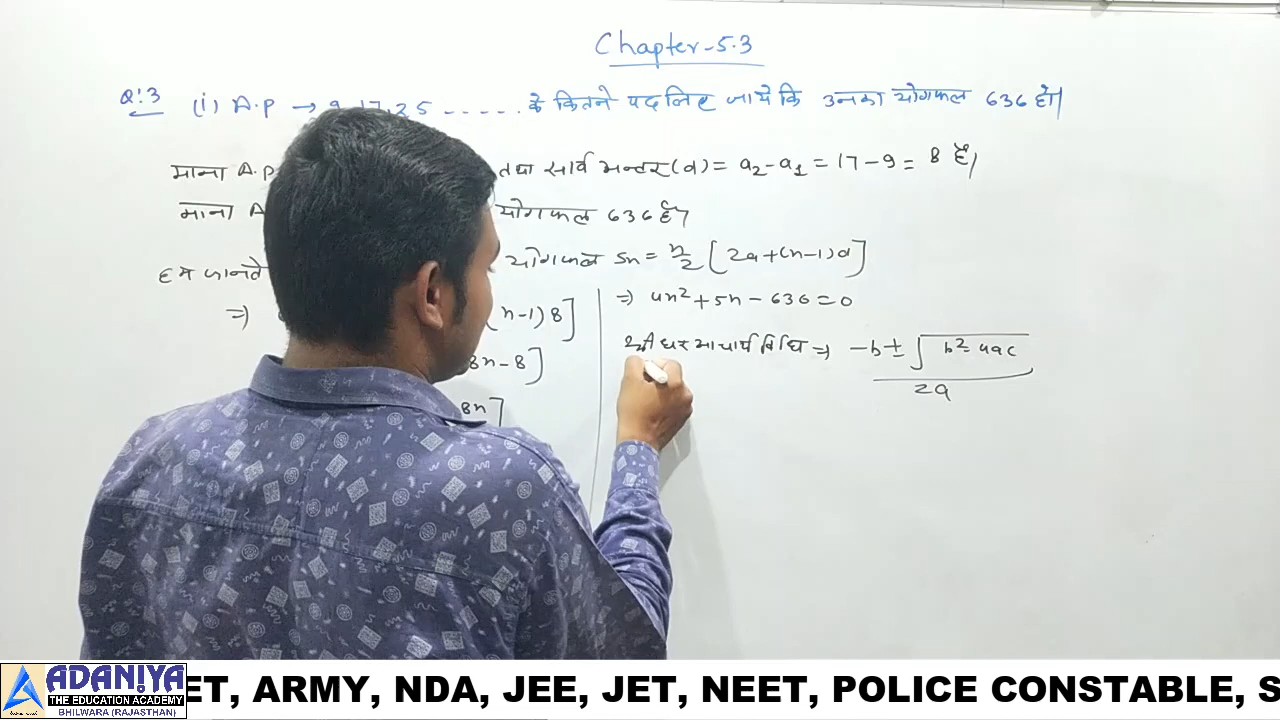 Chapter-5.3
Q.3 (i) A.P → 9,17,25 ...... के कितने पद लिए जाये कि उनका योगफल 636 हो।
माना A.P तथा सार्व अन्तर(d) = a₂-a₁ = 17-9 = 8 है।
माना A योगफल 636 है।
हम जानते योगफल Sn = n/2 [2a+(n-1)d]
⇒ (n-1)8]
8n-8]
8n]
⇒ 4n²+5n-636=0
श्री धर आचार्य विधि ⇒ -b±√b²-4ac
2a
ADANIYA
THE EDUCATION ACADEMY
BHILWARA (RAJASTHAN)
ET, ARMY, NDA, JEE, JET, NEET, POLICE CONSTABLE, S